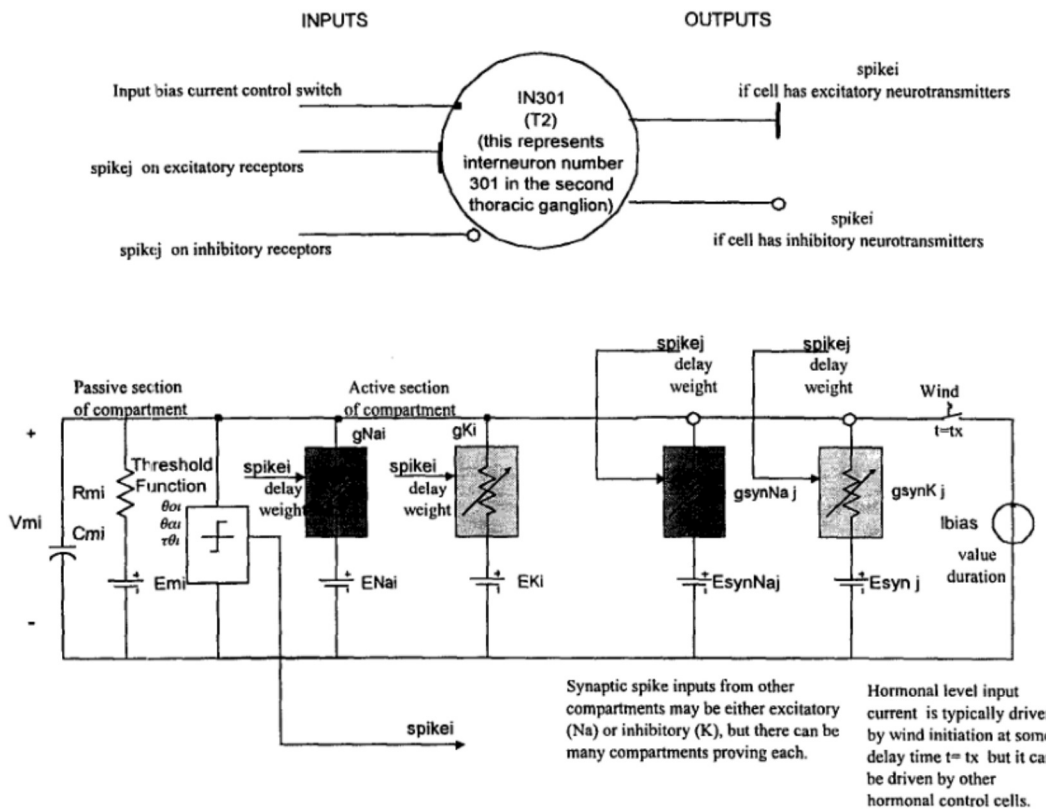 INPUTS
OUTPUTS
Input bias current control switch
spikej on excitatory receptors
spikej on inhibitory receptors
IN301
(T2)
(this represents
interneuron number
301 in the second
thoracic ganglion)
spikei
if cell has excitatory neurotransmitters
spikei
if cell has inhibitory neurotransmitters
Passive section
of compartment
Active section
of compartment
spikej
delay
weight
spikej
delay
weight
Wind
t=tx
+
Vmi
-
Cmi
Rmi
Emi
Threshold
Function
θοι
θαι
τθι
spikei
delay
weight
gNai
ENai
spikei
delay
weight
gKi
EKi
gsynNa j
EsynNaj
gsynK j
Esyn j
Ibias
value
duration
spikei
Synaptic spike inputs from other
compartments may be either excitatory
(Na) or inhibitory (K), but there can be
many compartments proving each.
Hormonal level input
current is typically drive
by wind initiation at som
delay time t= tx but it ca
be driven by other
hormonal control cells.